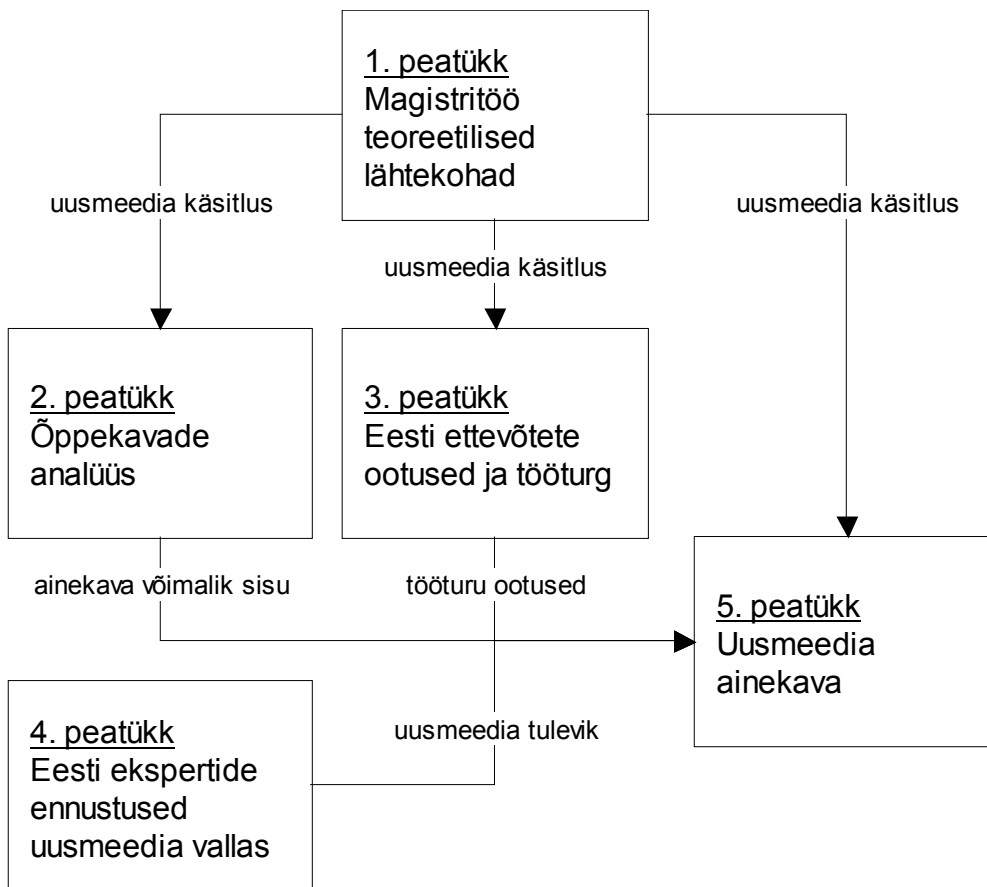 1. peatükk
Magistritöö
teoreetilised
lähtekohad
uusmeedia käsitlus
uusmeedia käsitlus
uusmeedia käsitlus
2. peatükk
Õppekavade
analüüs
3. peatükk
Eesti ettevõtete
ootused ja tööturg
ainekava võimalik sisu
tööturu ootused
5. peatükk
Uusmeedia
ainekava
4. peatükk
Eesti ekspertide
ennustused
uusmeedia vallas
uusmeedia tulevik